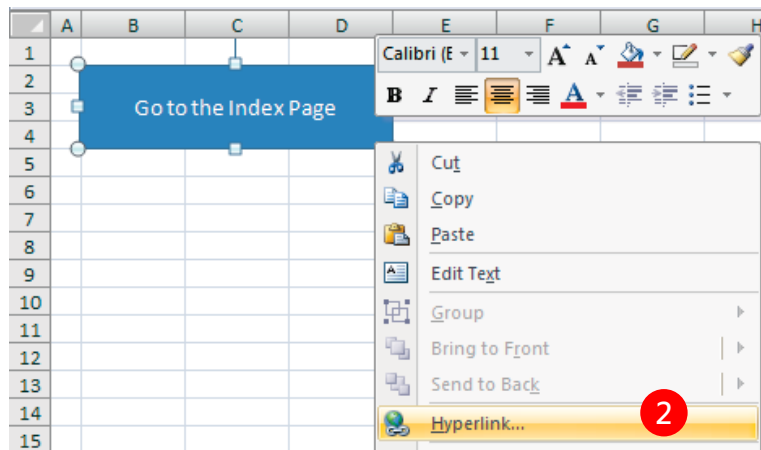 A B C D E F G H
Calibri (E 11 A A
B I A
1
2
3 Go to the Index Page
4
5 Cut
6 Copy
7 Paste
8
9 Edit Text
10 Group
11
12 Bring to Front
13 Send to Back
14 Hyperlink... 2
15